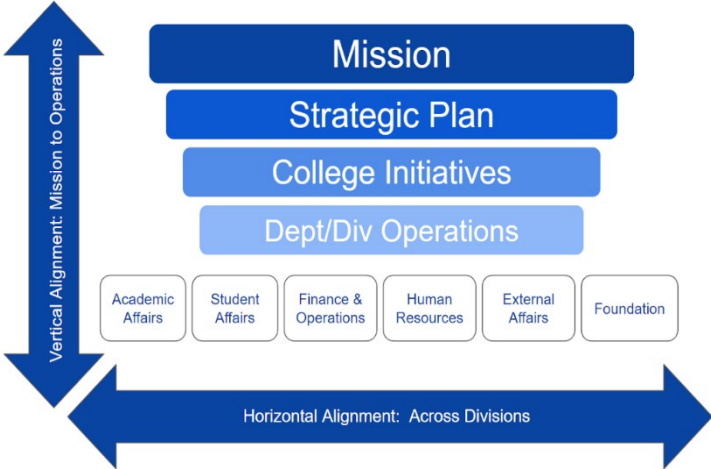 Vertical Alignment: Mission to Operations
Mission
Strategic Plan
College Initiatives
Dept/Div Operations
Academic
Affairs
Student
Affairs
Finance &
Operations
Human
Resources
External
Affairs
Foundation
Horizontal Alignment: Across Divisions